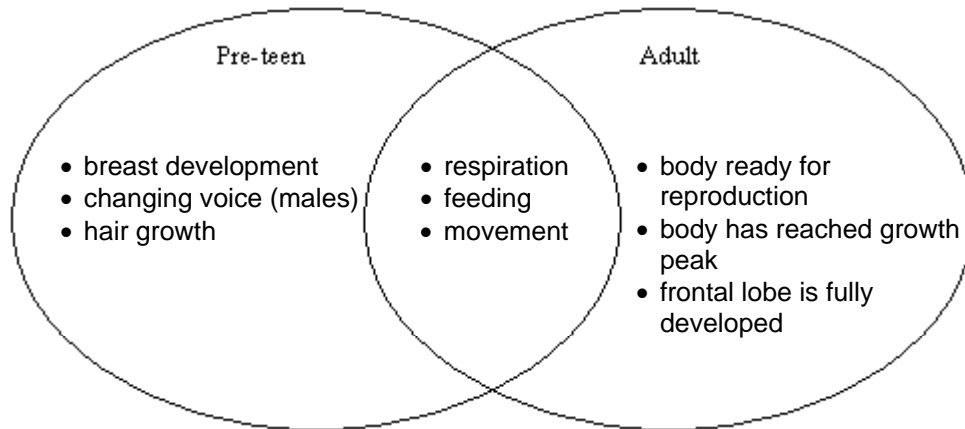 Pre-teen
Adult
• breast development
• changing voice (males)
• hair growth
• respiration
• feeding
• movement
• body ready for
reproduction
• body has reached growth
peak
• frontal lobe is fully
developed